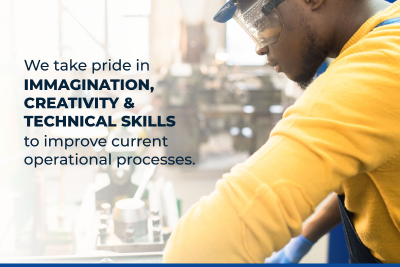 We take pride in
IMMAGINATION,
CREATIVITY &
TECHNICAL SKILLS
to improve current
operational processes.